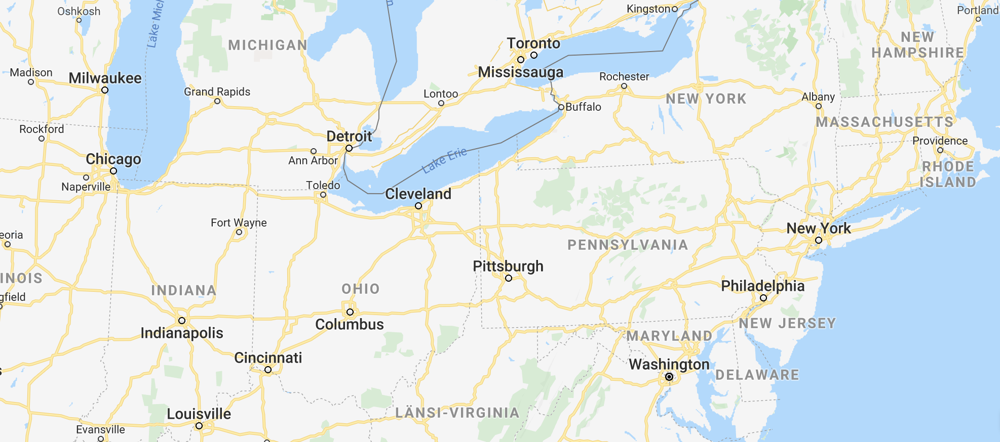 Oshkosh
Lake Mich
n
Kingston
Portland
MICHIGAN
Toronto
NEW
HAMPSHIRE
Madison
Milwaukee
Mississauga
Rochester
Grand Rapids
Lontoo
NEW YORK
Albany
Buffalo
MASSACHUSETTS
Rockford
Detroit
Providence
Chicago
Ann Arbor
Lake Erie
RHODE
ISLAND
Naperville
Toledo
Cleveland
Fort Wayne
New York
eoria
PENNSYLVANIA
Pittsburgh
INOIS
INDIANA
OHIO
Philadelphia
gfield
Columbus
NEW JERSEY
Indianapolis
MARYLAND
Cincinnati
Washington
s
DELAWARE
Louisville
LÄNSI-VIRGINIA
Evansville